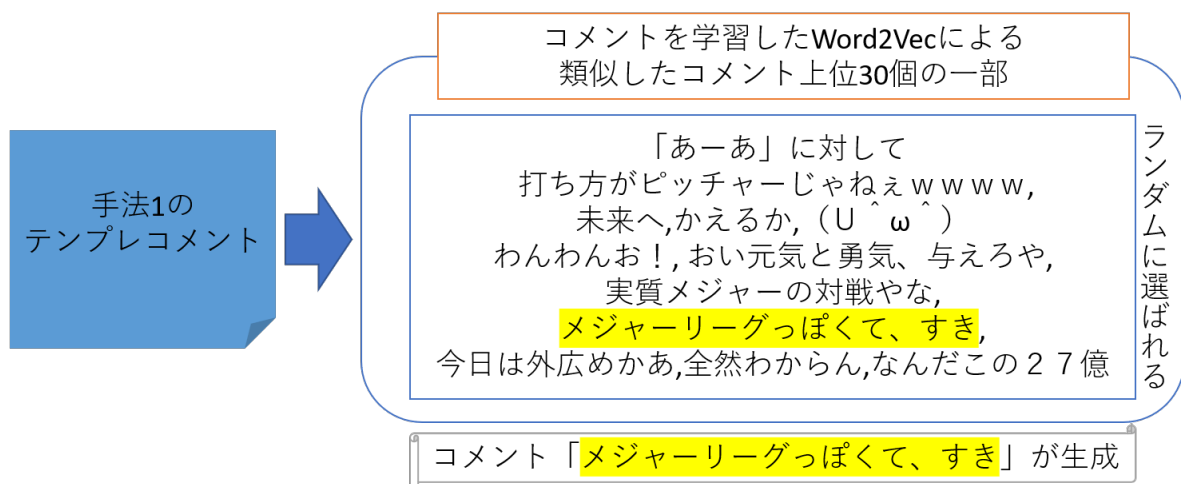 手法1の
テンプレコメント
コメントを学習したWord2Vecによる
類似したコメント上位30個の一部
「あーあ」に対して
打ち方がピッチャーじゃねぇｗｗｗｗ,
未来へ,かえるか,（Ｕ＾ω＾）
わんわんお！, おい元気と勇気、与えろや,
実質メジャーの対戦やな,
メジャーリーグっぽくて、すき,
今日は外広めかあ,全然わからん,なんだこの２７億
ランダムに選ばれる
コメント「メジャーリーグっぽくて、すき」が生成